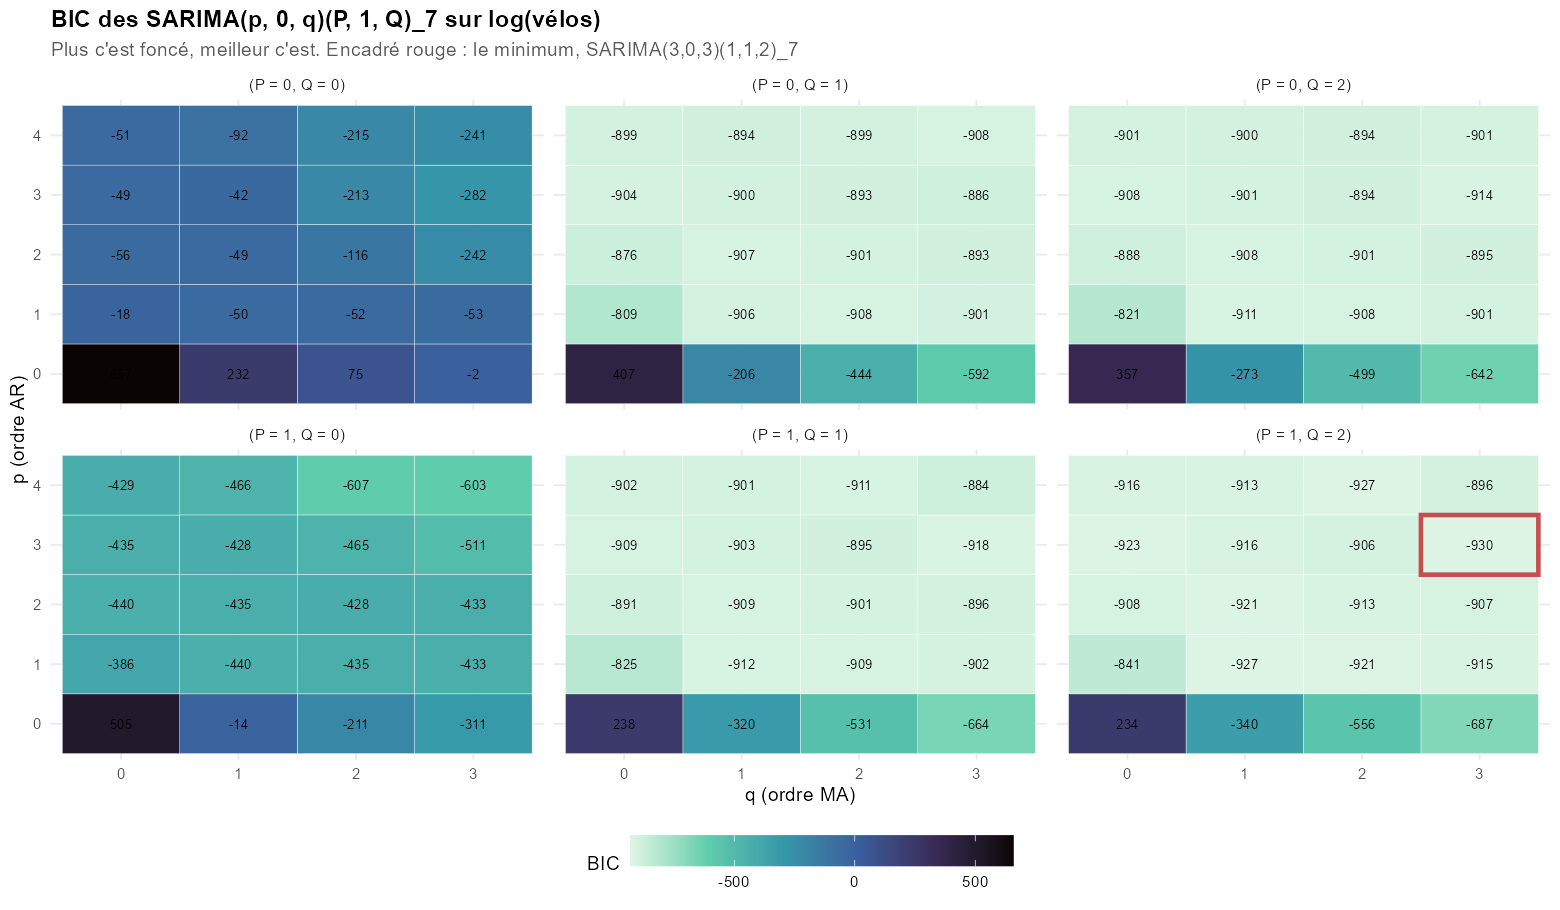 BIC des SARIMA(p, 0, q)(P, 1, Q)_7 sur log(vélos)
Plus c'est foncé, meilleur c'est. Encadré rouge : le minimum, SARIMA(3,0,3)(1,1,2)_7
(P = 0, Q = 0) (P = 0, Q = 1) (P = 0, Q = 2)
4 -51 -92 -215 -241 -899 -894 -899 -908 -901 -900 -894 -901
3 -49 -42 -213 -282 -904 -900 -893 -886 -908 -901 -894 -914
2 -56 -49 -116 -242 -876 -907 -901 -893 -888 -908 -901 -895
1 -18 -50 -52 -53 -809 -906 -908 -901 -821 -911 -908 -901
0 232 75 -2 407 -206 -444 -592 357 -273 -499 -642
p (ordre AR)
(P = 1, Q = 0) (P = 1, Q = 1) (P = 1, Q = 2)
4 -429 -466 -607 -603 -902 -901 -911 -884 -916 -913 -927 -896
3 -435 -428 -465 -511 -909 -903 -895 -918 -923 -916 -906 -930
2 -440 -435 -428 -433 -891 -909 -901 -896 -908 -921 -913 -907
1 -386 -440 -435 -433 -825 -912 -909 -902 -841 -927 -921 -915
0 505 -14 -211 -311 238 -320 -531 -664 234 -340 -556 -687
0 1 2 3 0 1 2 3 0 1 2 3
q (ordre MA)
BIC
-500 0 500